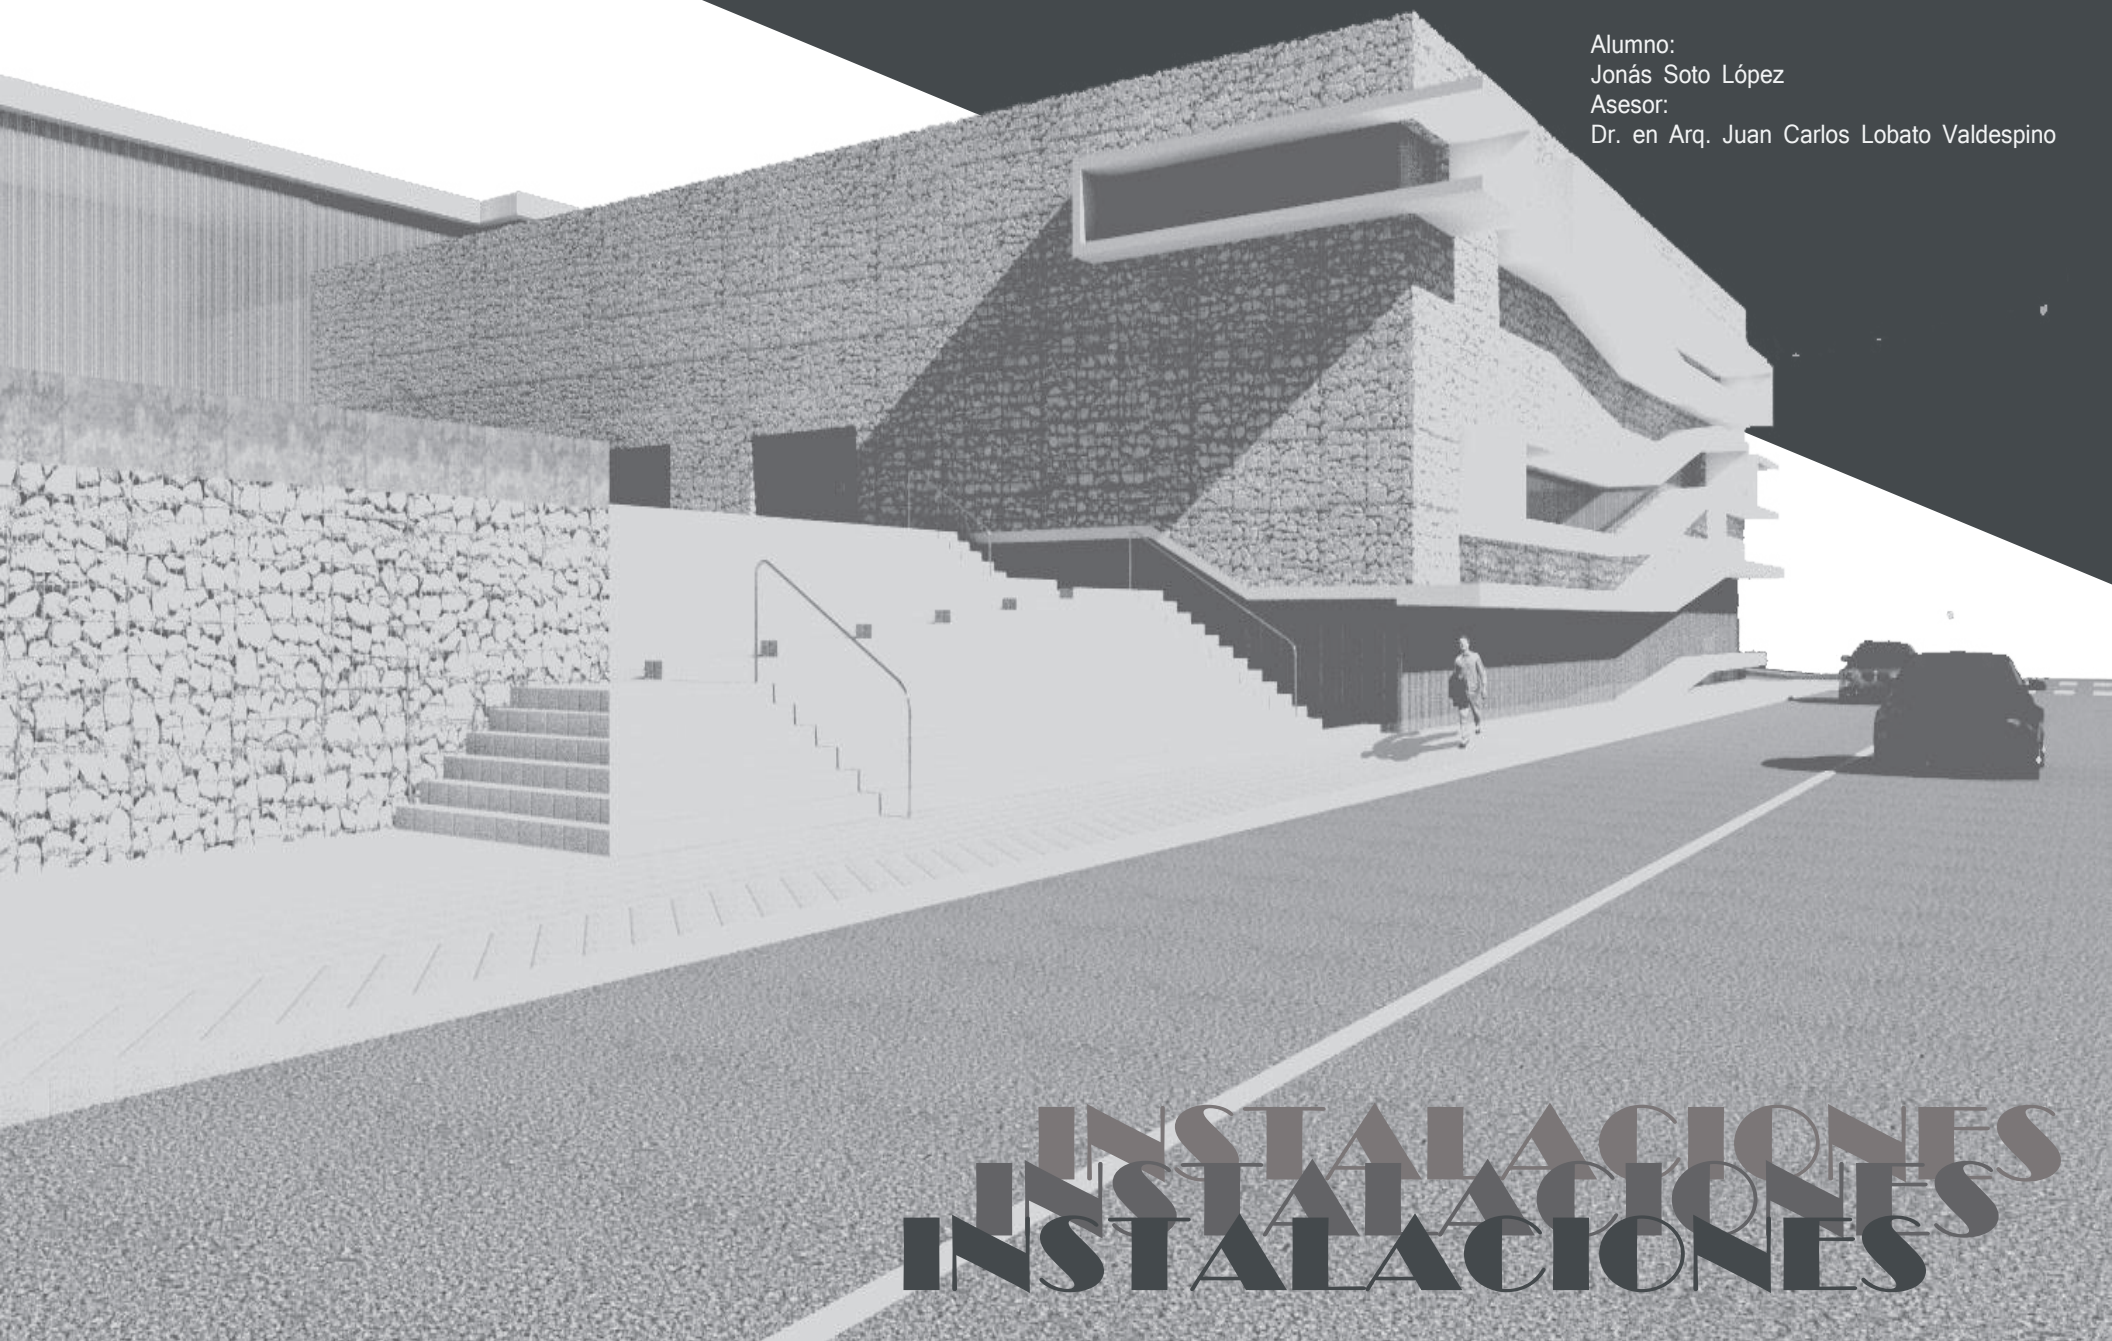 Alumno:
Jonás Soto López
Asesor:
Dr. en Arq. Juan Carlos Lobato Valdespino
INSTALACIONES
INSTALACIONES
INSTALACIONES